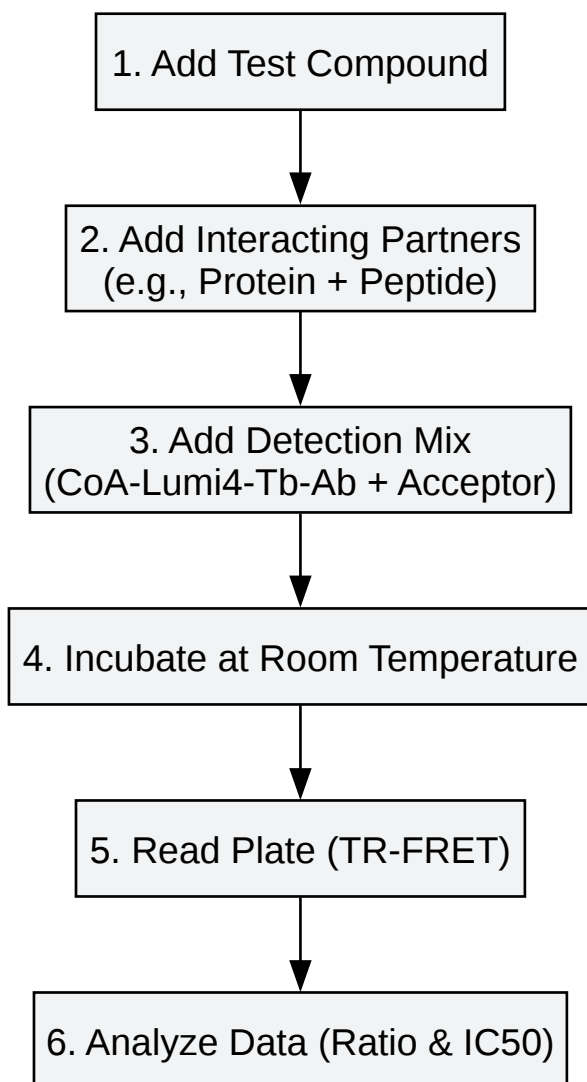 1. Add Test Compound
2. Add Interacting Partners
(e.g., Protein + Peptide)
3. Add Detection Mix
(CoA-Lumi4-Tb-Ab + Acceptor)
4. Incubate at Room Temperature
5. Read Plate (TR-FRET)
6. Analyze Data (Ratio & IC50)